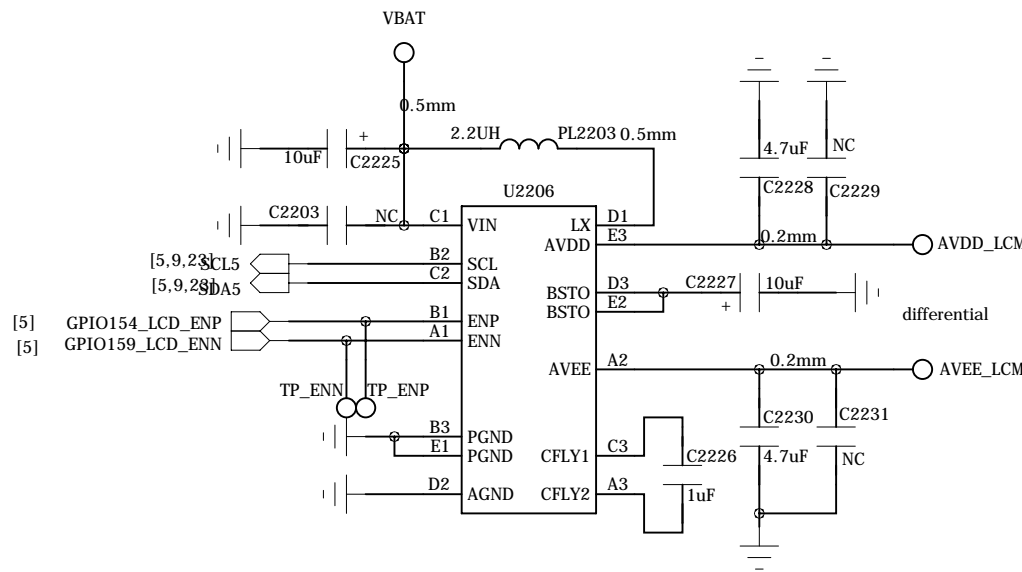 VBAT
0.5mm
2.2UH PL2203 0.5mm
10uF + C2225
4.7uF NC
C2228 C2229
U2206
C2203 NC C1 VIN LX D1
AVDD E3 0.2mm AVDD_LCM
[5,9,23] SCL5 B2 SCL
[5,9,23] SDA5 C2 SDA
BSTO D3 C2227 + 10uF
BSTO E2
differential
[5] GPIO154_LCD_ENP B1 ENP
[5] GPIO159_LCD_ENN A1 ENN
AVEE A2 0.2mm AVEE_LCM
TP_ENN TP_ENP
C2230 C2231
4.7uF NC
B3 PGND
E1 PGND
CFLY1 C3 C2226
1uF
D2 AGND CFLY2 A3